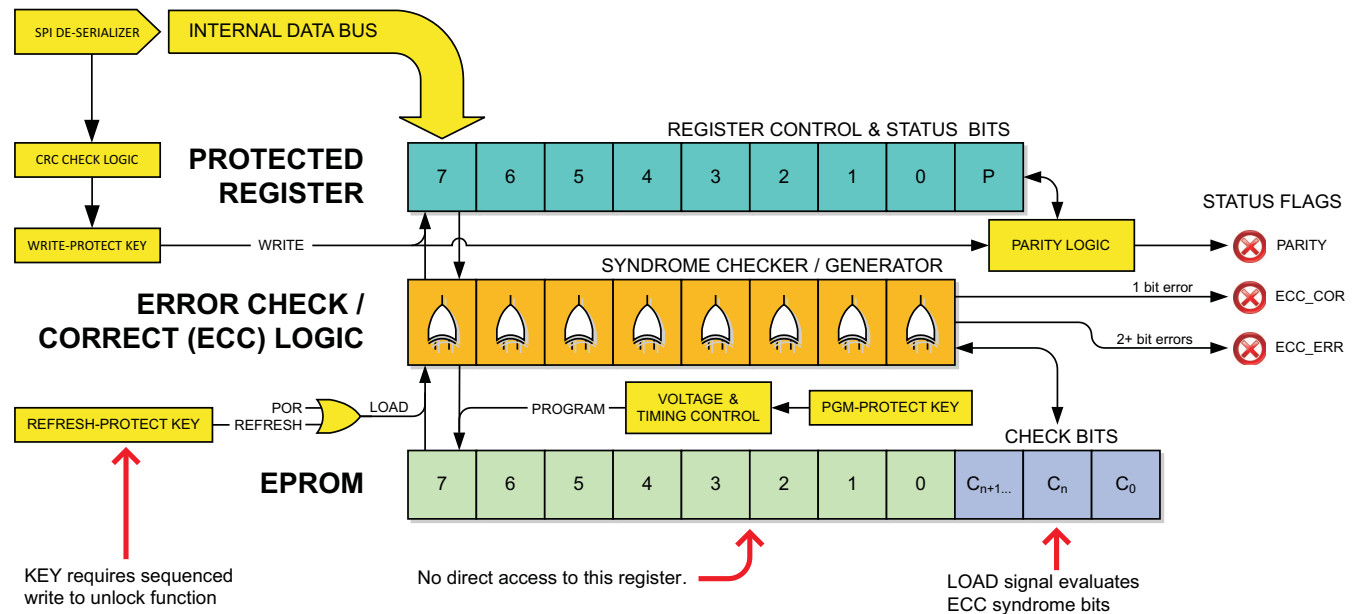 SPI DE-SERIALIZER
INTERNAL DATA BUS
REGISTER CONTROL & STATUS BITS
CRC CHECK LOGIC
PROTECTED
REGISTER
7 6 5 4 3 2 1 0 P
STATUS FLAGS
WRITE-PROTECT KEY
WRITE
PARITY LOGIC
PARITY
SYNDROME CHECKER / GENERATOR
ERROR CHECK /
CORRECT (ECC) LOGIC
1 bit error
ECC_COR
2+ bit errors
ECC_ERR
REFRESH-PROTECT KEY
POR
REFRESH
LOAD
PROGRAM
VOLTAGE &
TIMING CONTROL
PGM-PROTECT KEY
CHECK BITS
EPROM
7 6 5 4 3 2 1 0 Cn+1... Cn C0
KEY requires sequenced
write to unlock function
No direct access to this register.
LOAD signal evaluates
ECC syndrome bits